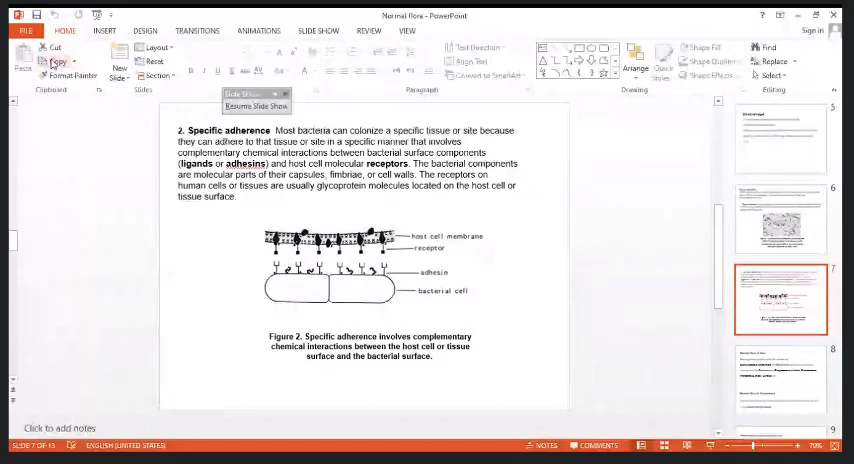 Normal flora - PowerPoint
FILE HOME INSERT DESIGN TRANSITIONS ANIMATIONS SLIDE SHOW REVIEW VIEW Sign in
Cut
Copy
Format Painter
Paste
Clipboard
New
Slide
Layout
Reset
Section
Slides
B I U S abc AV Aa A
Paragraph
Text Direction
Align Text
Convert to SmartArt
Arrange
Quick
Styles
Shape Fill
Shape Outline
Shape Effects
Drawing
Find
Replace
Select
Editing
Slide Show
Resume Slide Show
2. Specific adherence Most bacteria can colonize a specific tissue or site because
they can adhere to that tissue or site in a specific manner that involves
complementary chemical interactions between bacterial surface components
(ligands or adhesins) and host cell molecular receptors. The bacterial components
are molecular parts of their capsules, fimbriae, or cell walls. The receptors on
human cells or tissues are usually glycoprotein molecules located on the host cell or
tissue surface.
host cell membrane
receptor
adhesin
bacterial cell
Figure 2. Specific adherence involves complementary
chemical interactions between the host cell or tissue
surface and the bacterial surface.
5
6
7
8
9
Click to add notes
SLIDE 7 OF 13 ENGLISH (UNITED STATES) NOTES COMMENTS 70%